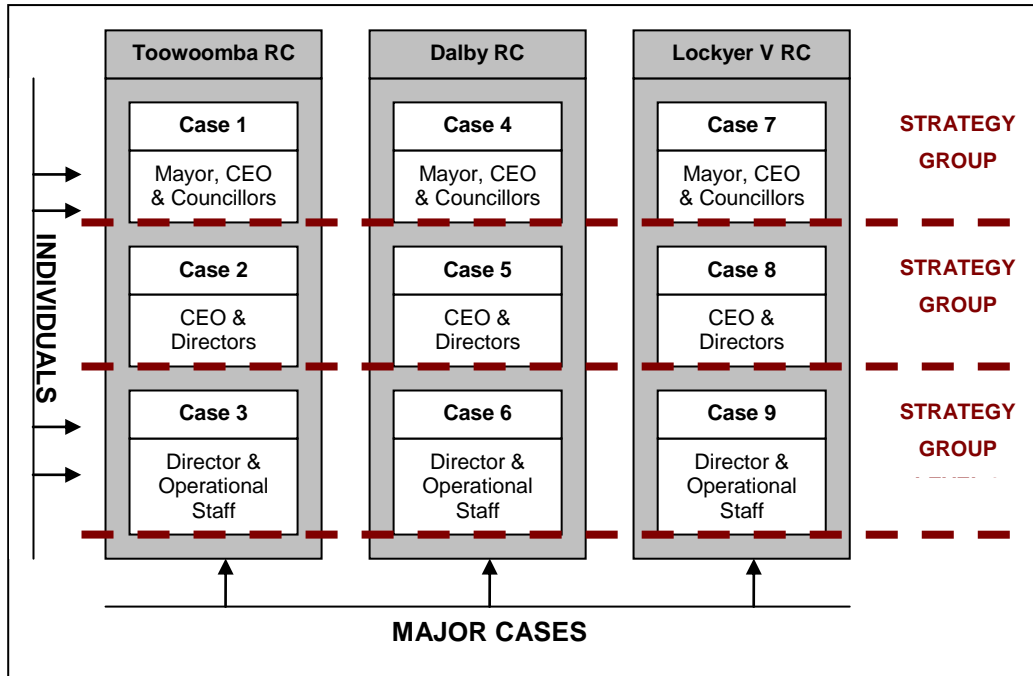 Toowoomba RC
Dalby RC
Lockyer V RC
Case 1
Mayor, CEO
& Councillors
Case 4
Mayor, CEO
& Councillors
Case 7
Mayor, CEO
& Councillors
STRATEGY
GROUP
Case 2
CEO &
Directors
Case 5
CEO &
Directors
Case 8
CEO &
Directors
STRATEGY
GROUP
Case 3
Director &
Operational
Staff
Case 6
Director &
Operational
Staff
Case 9
Director &
Operational
Staff
STRATEGY
GROUP
INDIVIDUALS
MAJOR CASES